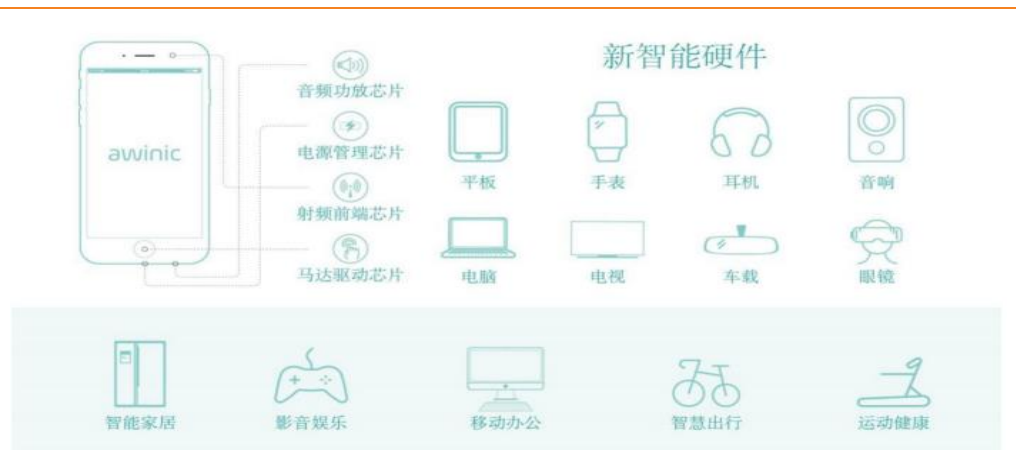 新智能硬件
awinic
音频功放芯片
电源管理芯片
射频前端芯片
马达驱动芯片
平板
手表
耳机
音响
电脑
电视
车载
眼镜
智能家居
影音娱乐
移动办公
智慧出行
运动健康